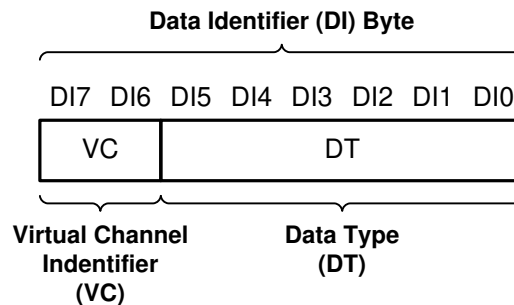 Data Identifier (DI) Byte
DI7 DI6 DI5 DI4 DI3 DI2 DI1 DI0
VC DT
Virtual Channel Data Type
Indentifier (DT)
(VC)